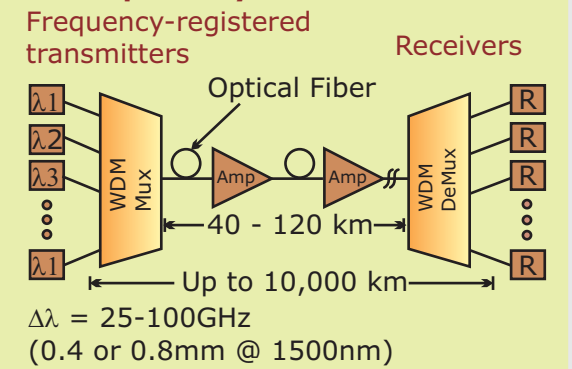 Frequency-registered
transmitters
Receivers
Optical Fiber
λ1
λ2
λ3
λ1
WDM
Mux
Amp
Amp
WDM
DeMux
R
R
R
R
40 - 120 km
Up to 10,000 km
Δλ = 25-100GHz
(0.4 or 0.8mm @ 1500nm)